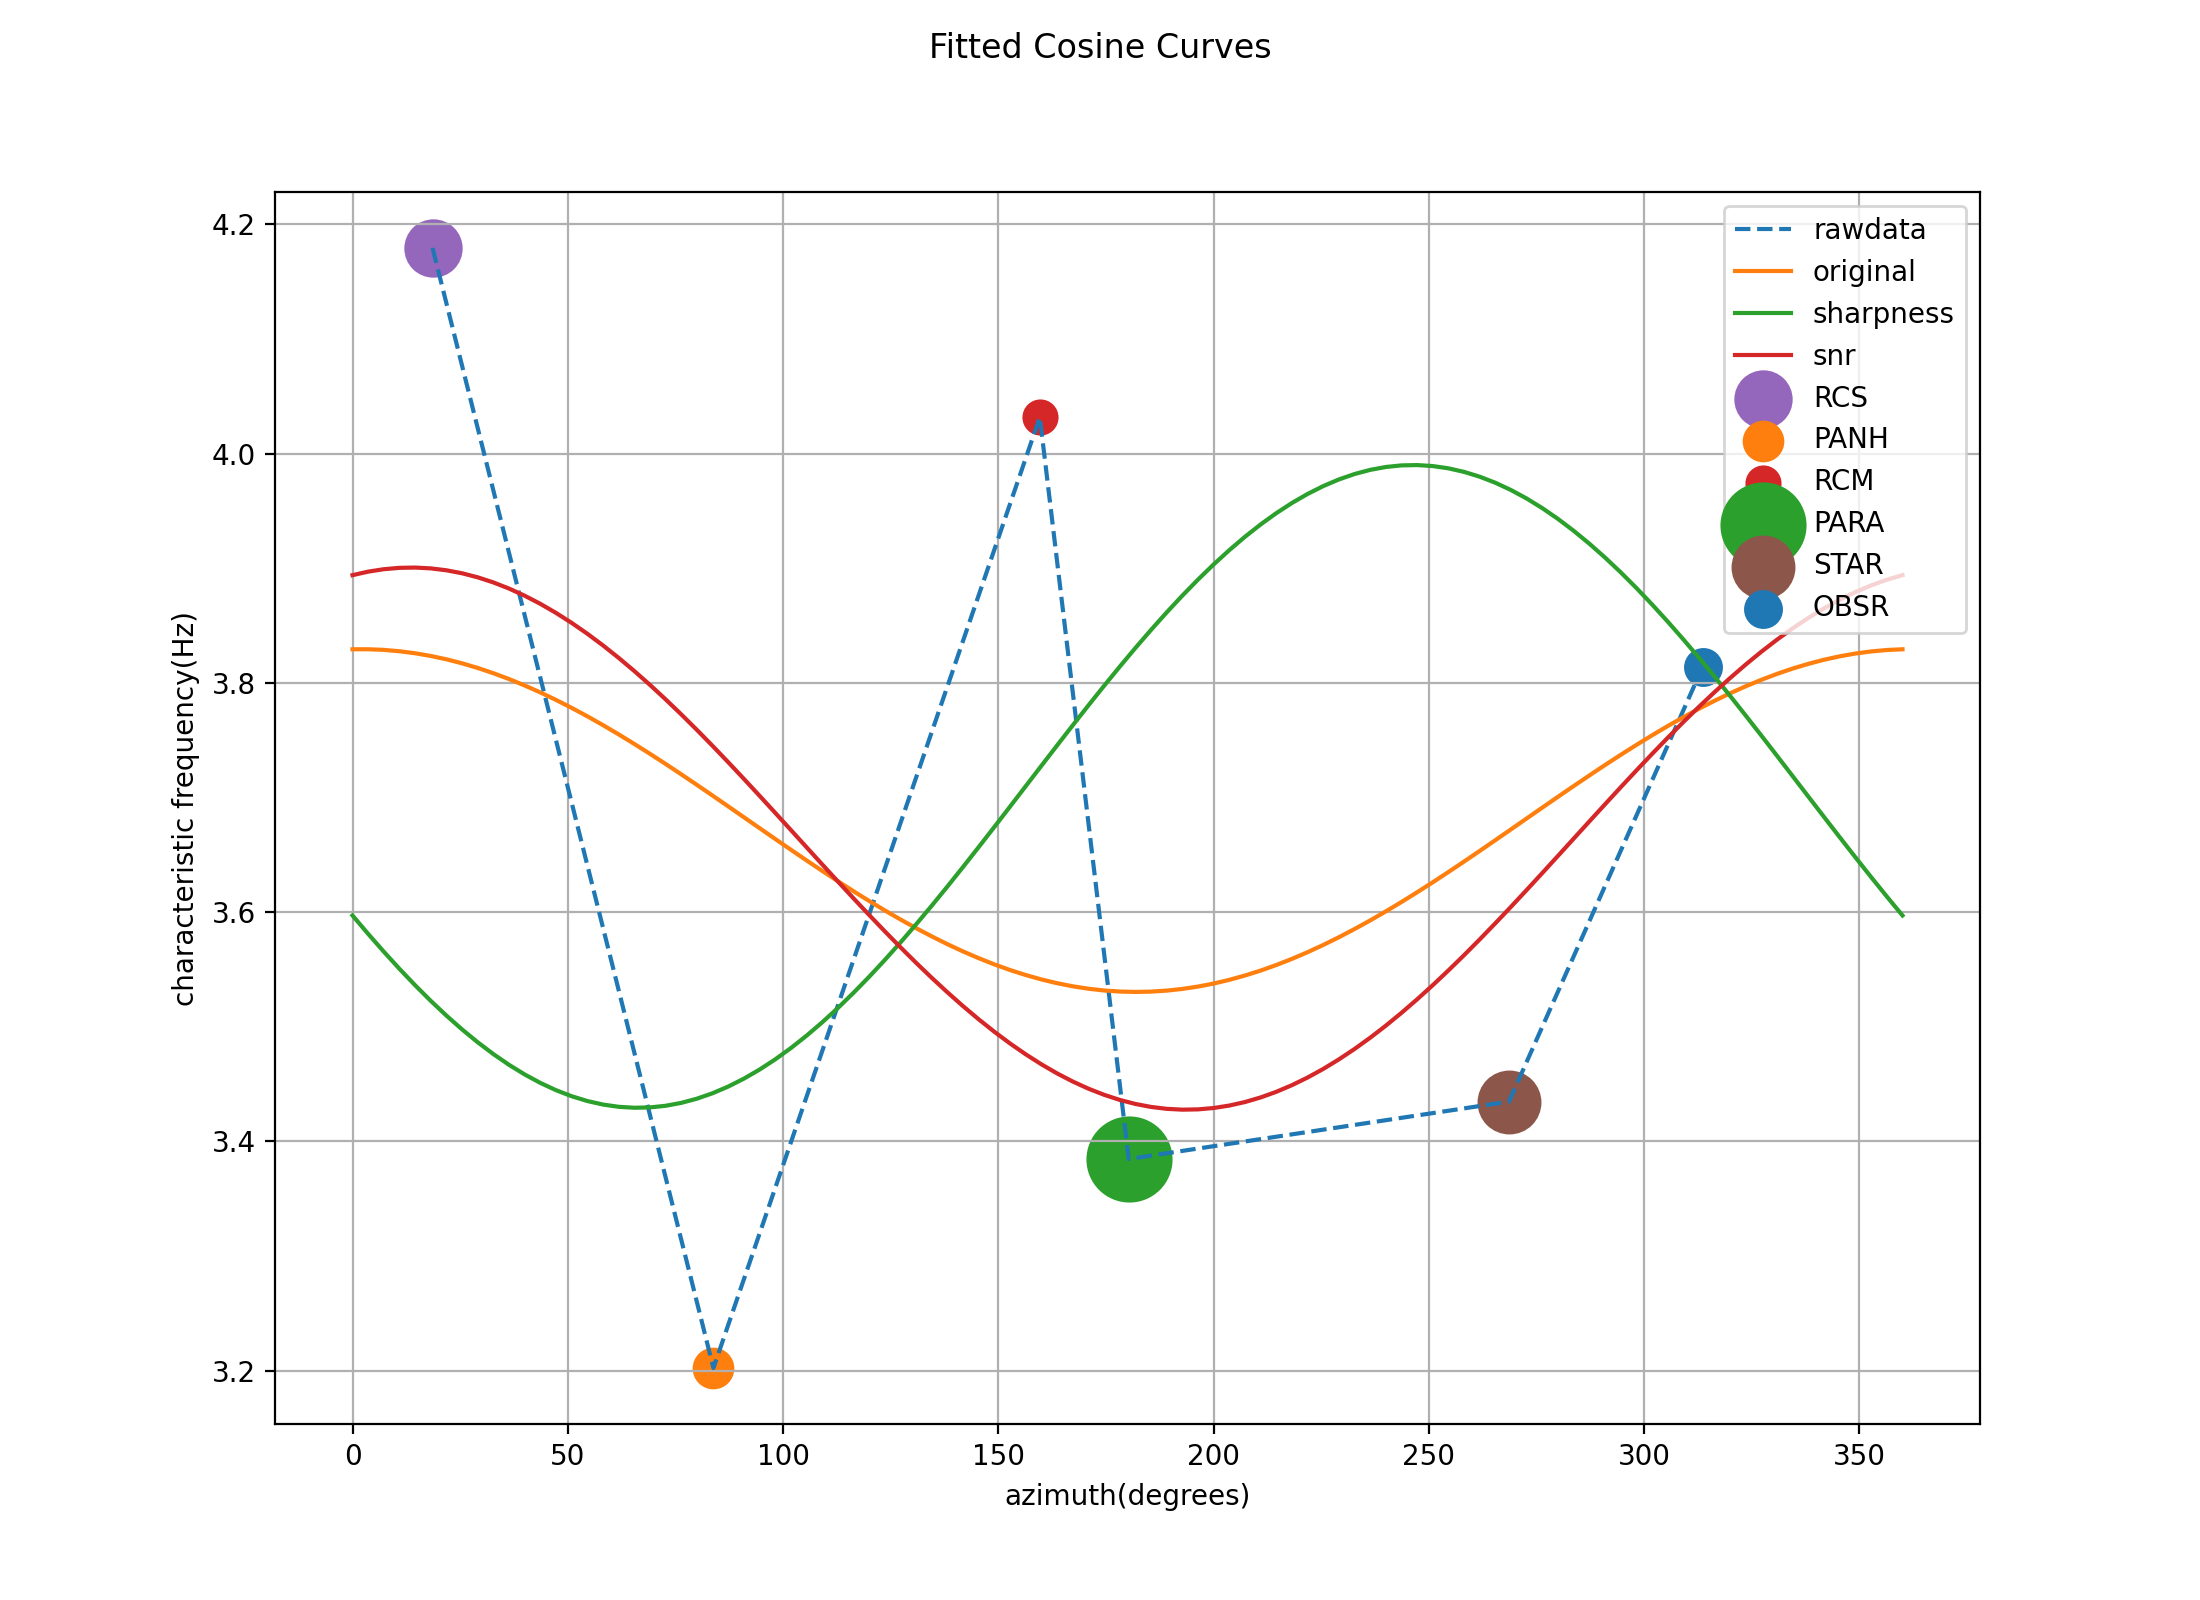 Fitted Cosine Curves
4.2
4.0
3.8
3.6
3.4
3.2
characteristic frequency(Hz)
rawdata
original
sharpness
snr
RCS
PANH
RCM
PARA
STAR
OBSR
0 50 100 150 200 250 300 350
azimuth(degrees)